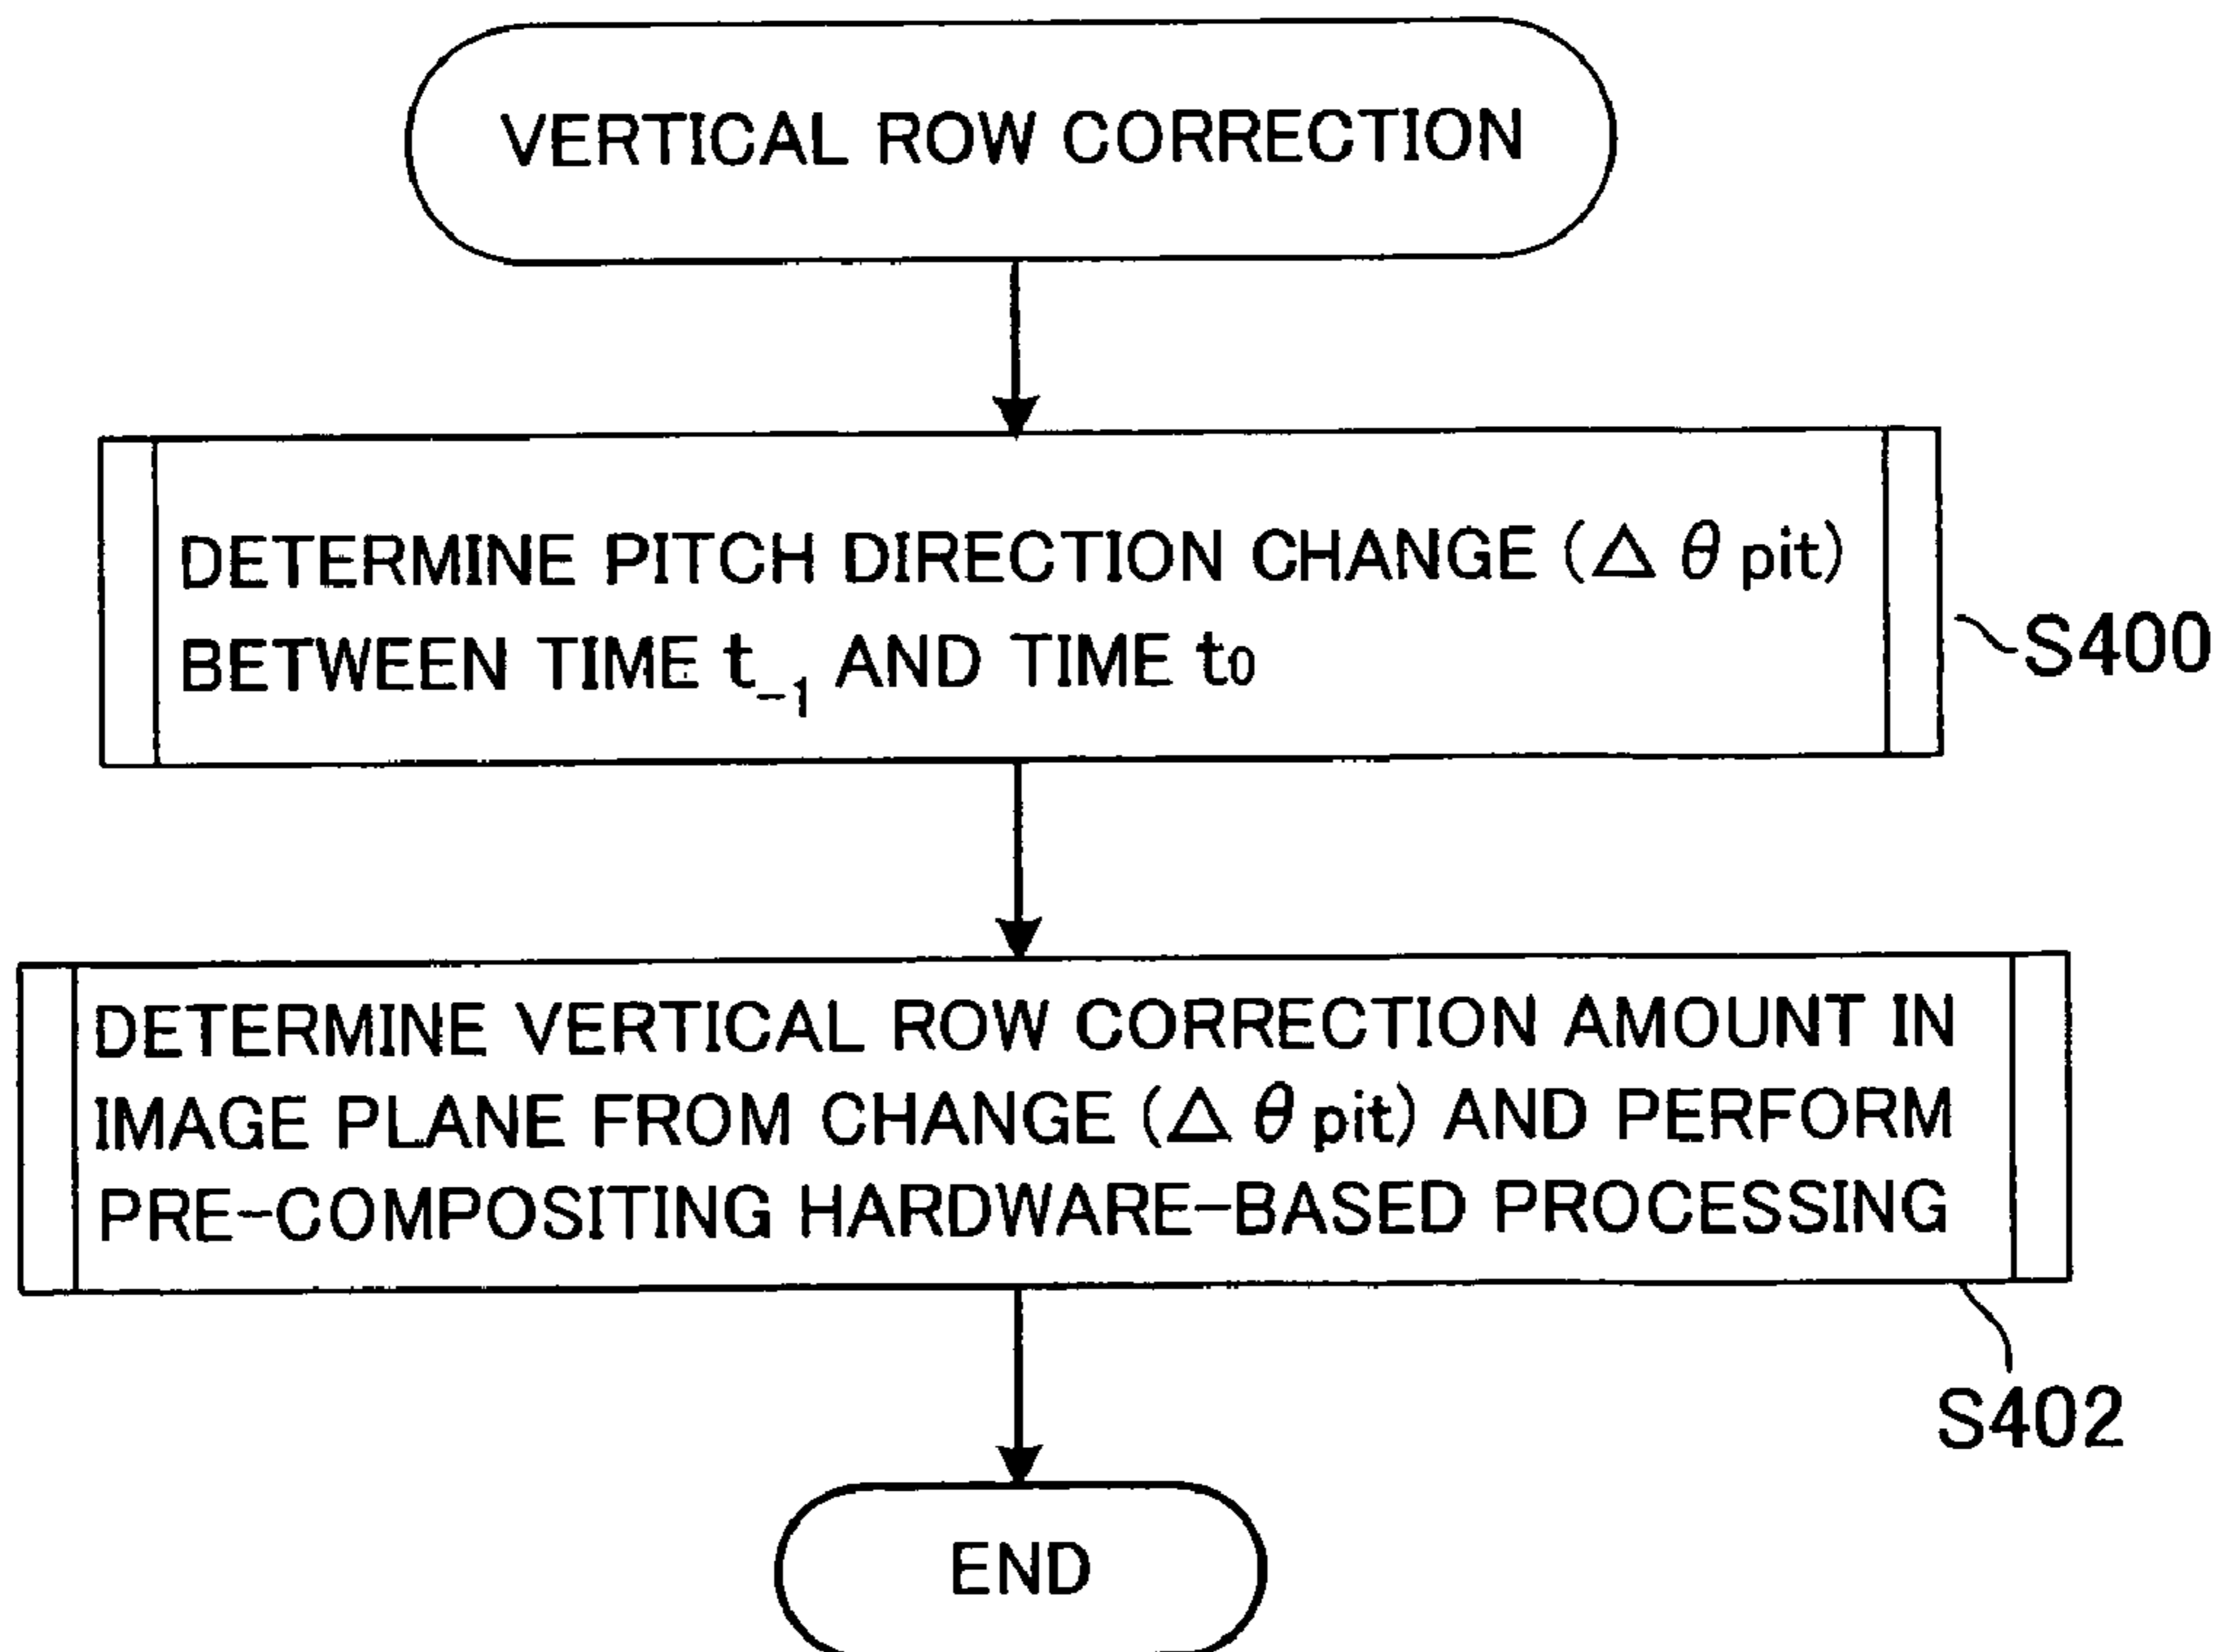 VERTICAL ROW CORRECTION
DETERMINE PITCH DIRECTION CHANGE (△ θ pit)
BETWEEN TIME t₋₁ AND TIME t₀
S400
DETERMINE VERTICAL ROW CORRECTION AMOUNT IN
IMAGE PLANE FROM CHANGE (△ θ pit) AND PERFORM
PRE-COMPOSITING HARDWARE-BASED PROCESSING
S402
END